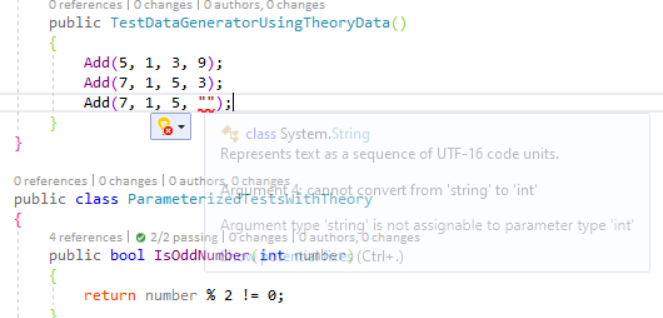 0 references | 0 changes | 0 authors, 0 changes
public TestDataGeneratorUsingTheoryData()
{
Add(5, 1, 3, 9);
Add(7, 1, 5, 3);
Add(7, 1, 5, "");
}
}
class System.String
Represents text as a sequence of UTF-16 code units.
Argument 4: cannot convert from 'string' to 'int'
Argument type 'string' is not assignable to parameter type 'int'
(Ctrl+.)
0 references | 0 changes | 0 authors, 0 changes
public class ParameterizedTestsWithTheory
{
4 references | 2/2 passing | 0 changes | 0 authors, 0 changes
public bool IsOddNumber(int number)
{
return number % 2 != 0;
}